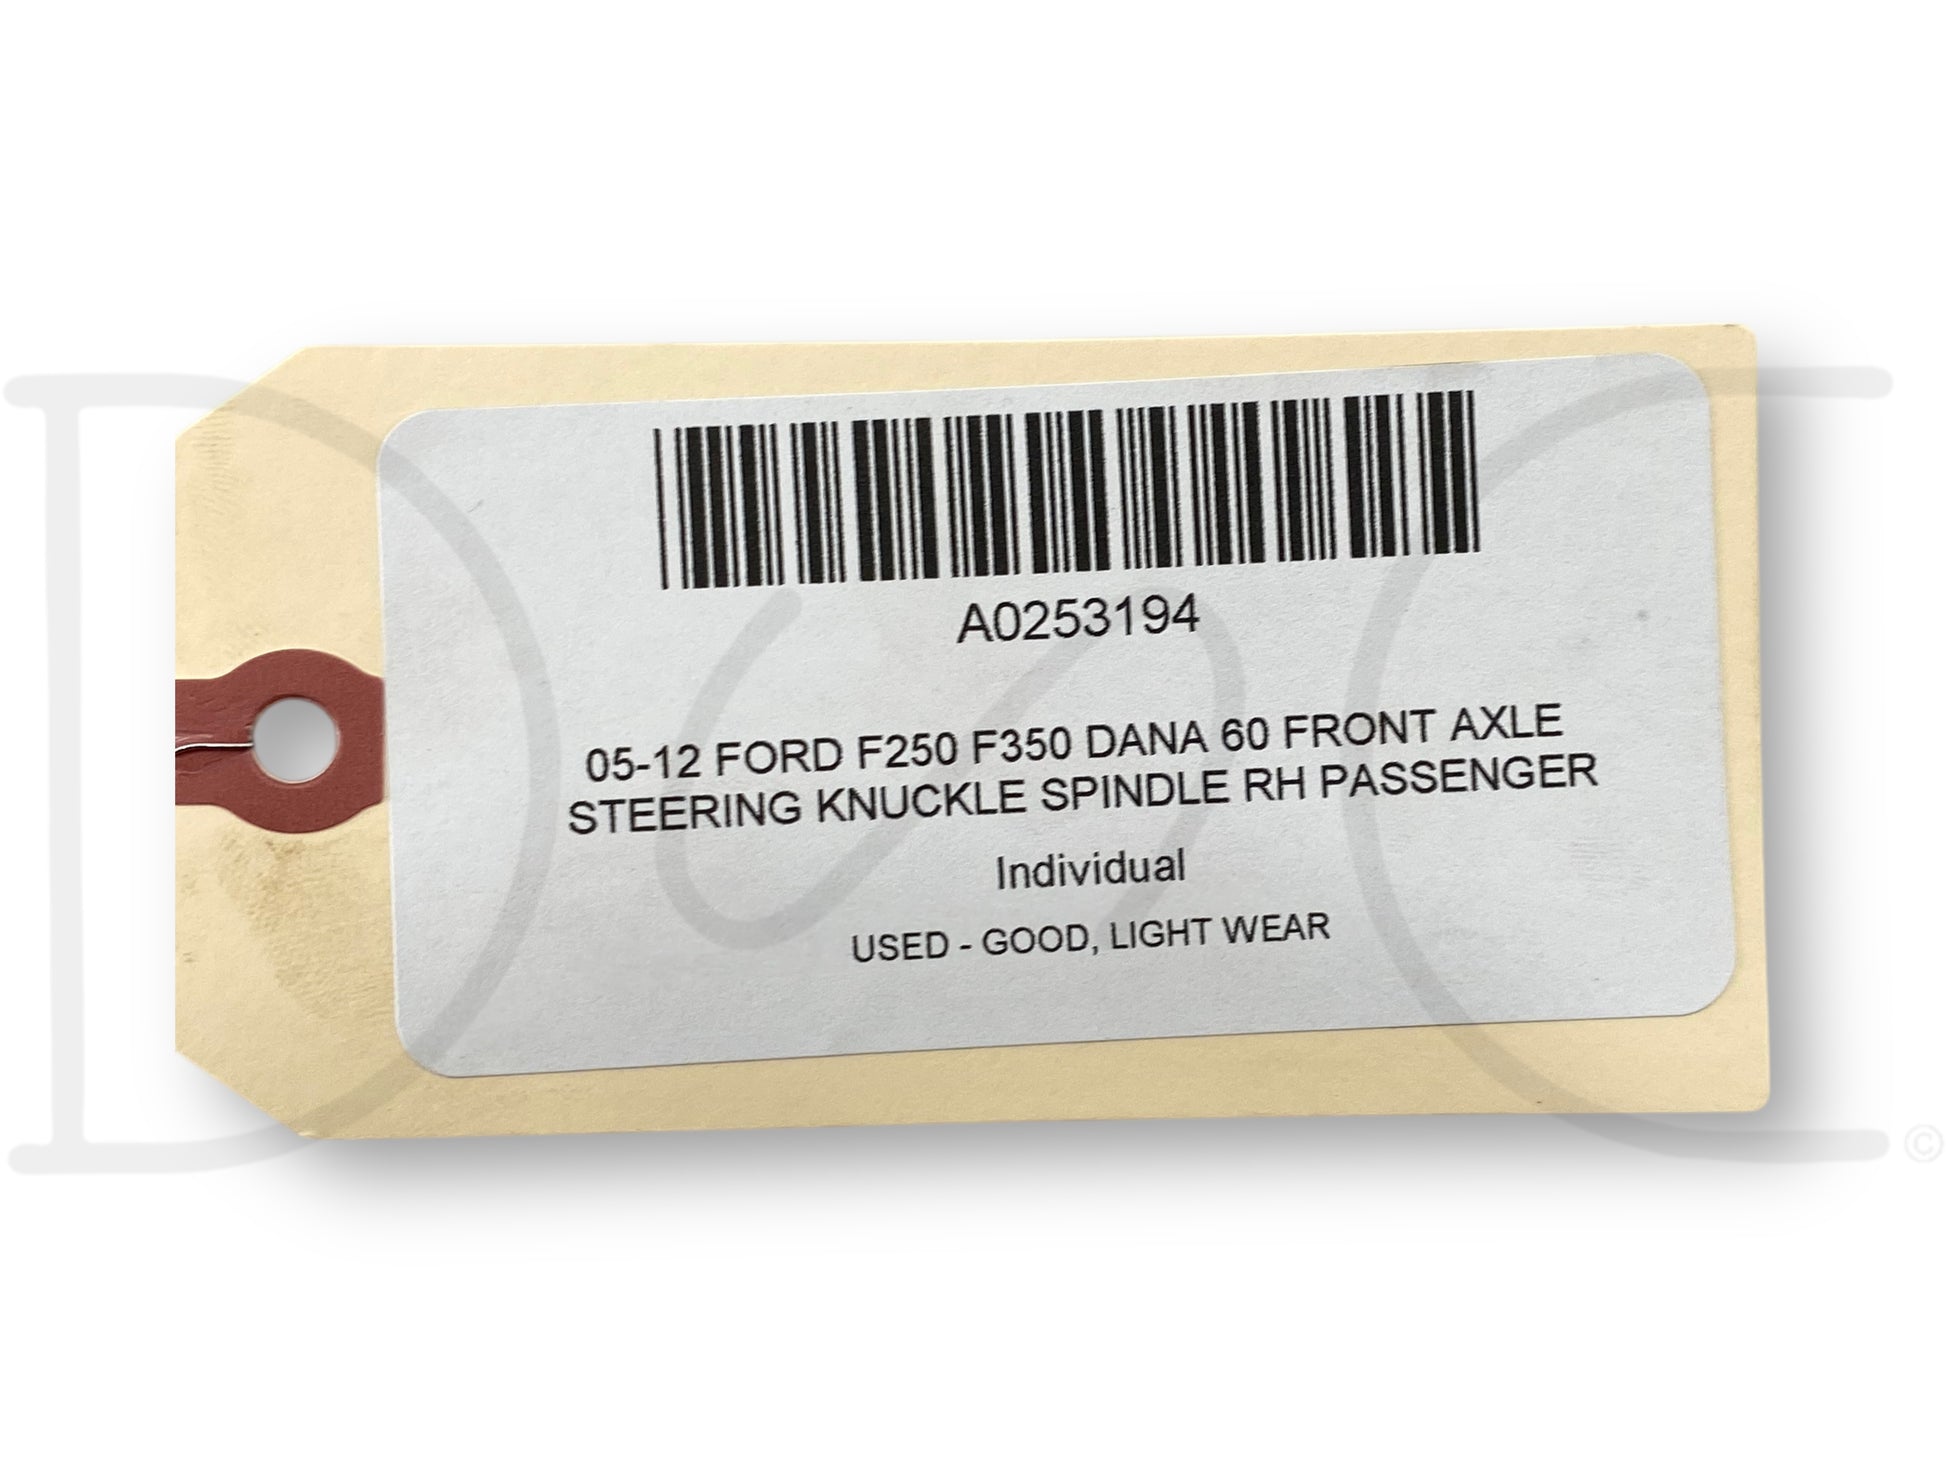 A0253194
05-12 FORD F250 F350 DANA 60 FRONT AXLE
STEERING KNUCKLE SPINDLE RH PASSENGER
Individual
USED - GOOD, LIGHT WEAR
©